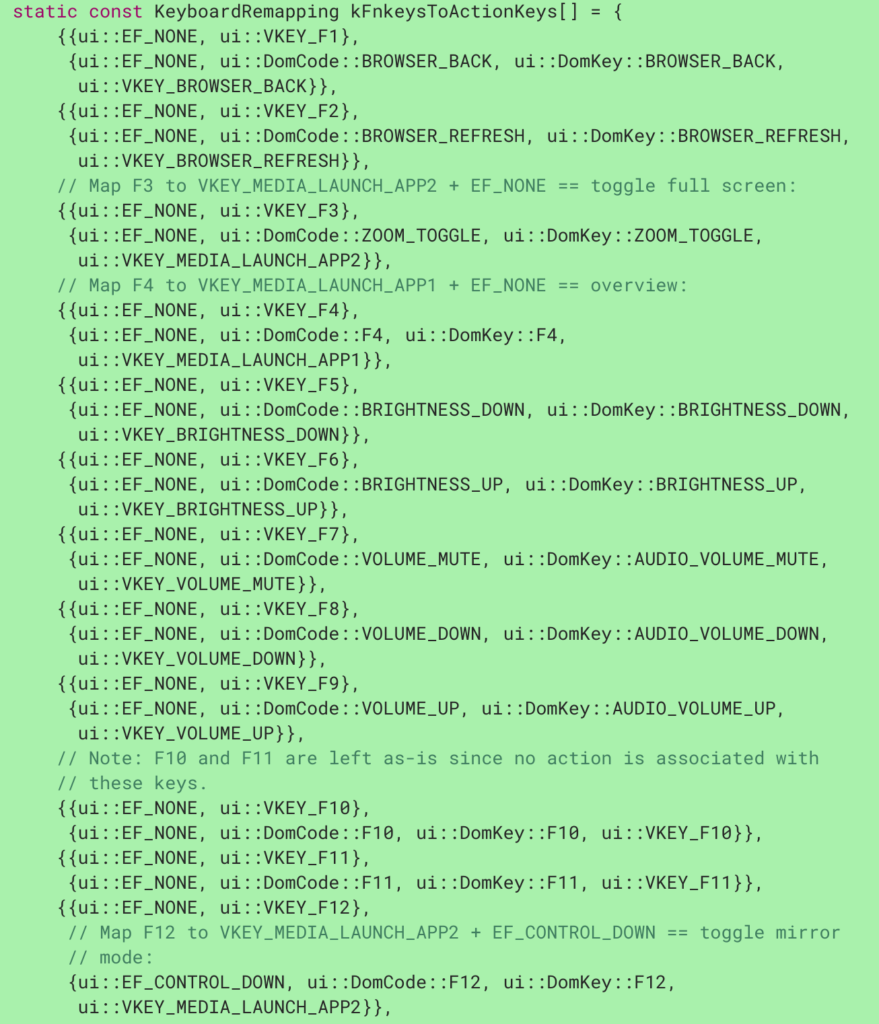 static const KeyboardRemapping kFnkeysToActionKeys[] = {
    {{ui::EF_NONE, ui::VKEY_F1},
     {ui::EF_NONE, ui::DomCode::BROWSER_BACK, ui::DomKey::BROWSER_BACK,
      ui::VKEY_BROWSER_BACK}},
    {{ui::EF_NONE, ui::VKEY_F2},
     {ui::EF_NONE, ui::DomCode::BROWSER_REFRESH, ui::DomKey::BROWSER_REFRESH,
      ui::VKEY_BROWSER_REFRESH}},
    // Map F3 to VKEY_MEDIA_LAUNCH_APP2 + EF_NONE == toggle full screen:
    {{ui::EF_NONE, ui::VKEY_F3},
     {ui::EF_NONE, ui::DomCode::ZOOM_TOGGLE, ui::DomKey::ZOOM_TOGGLE,
      ui::VKEY_MEDIA_LAUNCH_APP2}},
    // Map F4 to VKEY_MEDIA_LAUNCH_APP1 + EF_NONE == overview:
    {{ui::EF_NONE, ui::VKEY_F4},
     {ui::EF_NONE, ui::DomCode::F4, ui::DomKey::F4,
      ui::VKEY_MEDIA_LAUNCH_APP1}},
    {{ui::EF_NONE, ui::VKEY_F5},
     {ui::EF_NONE, ui::DomCode::BRIGHTNESS_DOWN, ui::DomKey::BRIGHTNESS_DOWN,
      ui::VKEY_BRIGHTNESS_DOWN}},
    {{ui::EF_NONE, ui::VKEY_F6},
     {ui::EF_NONE, ui::DomCode::BRIGHTNESS_UP, ui::DomKey::BRIGHTNESS_UP,
      ui::VKEY_BRIGHTNESS_UP}},
    {{ui::EF_NONE, ui::VKEY_F7},
     {ui::EF_NONE, ui::DomCode::VOLUME_MUTE, ui::DomKey::AUDIO_VOLUME_MUTE,
      ui::VKEY_VOLUME_MUTE}},
    {{ui::EF_NONE, ui::VKEY_F8},
     {ui::EF_NONE, ui::DomCode::VOLUME_DOWN, ui::DomKey::AUDIO_VOLUME_DOWN,
      ui::VKEY_VOLUME_DOWN}},
    {{ui::EF_NONE, ui::VKEY_F9},
     {ui::EF_NONE, ui::DomCode::VOLUME_UP, ui::DomKey::AUDIO_VOLUME_UP,
      ui::VKEY_VOLUME_UP}},
    // Note: F10 and F11 are left as-is since no action is associated with
    // these keys.
    {{ui::EF_NONE, ui::VKEY_F10},
     {ui::EF_NONE, ui::DomCode::F10, ui::DomKey::F10, ui::VKEY_F10}},
    {{ui::EF_NONE, ui::VKEY_F11},
     {ui::EF_NONE, ui::DomCode::F11, ui::DomKey::F11, ui::VKEY_F11}},
    {{ui::EF_NONE, ui::VKEY_F12},
     // Map F12 to VKEY_MEDIA_LAUNCH_APP2 + EF_CONTROL_DOWN == toggle mirror
     // mode:
     {ui::EF_CONTROL_DOWN, ui::DomCode::F12, ui::DomKey::F12,
      ui::VKEY_MEDIA_LAUNCH_APP2}},